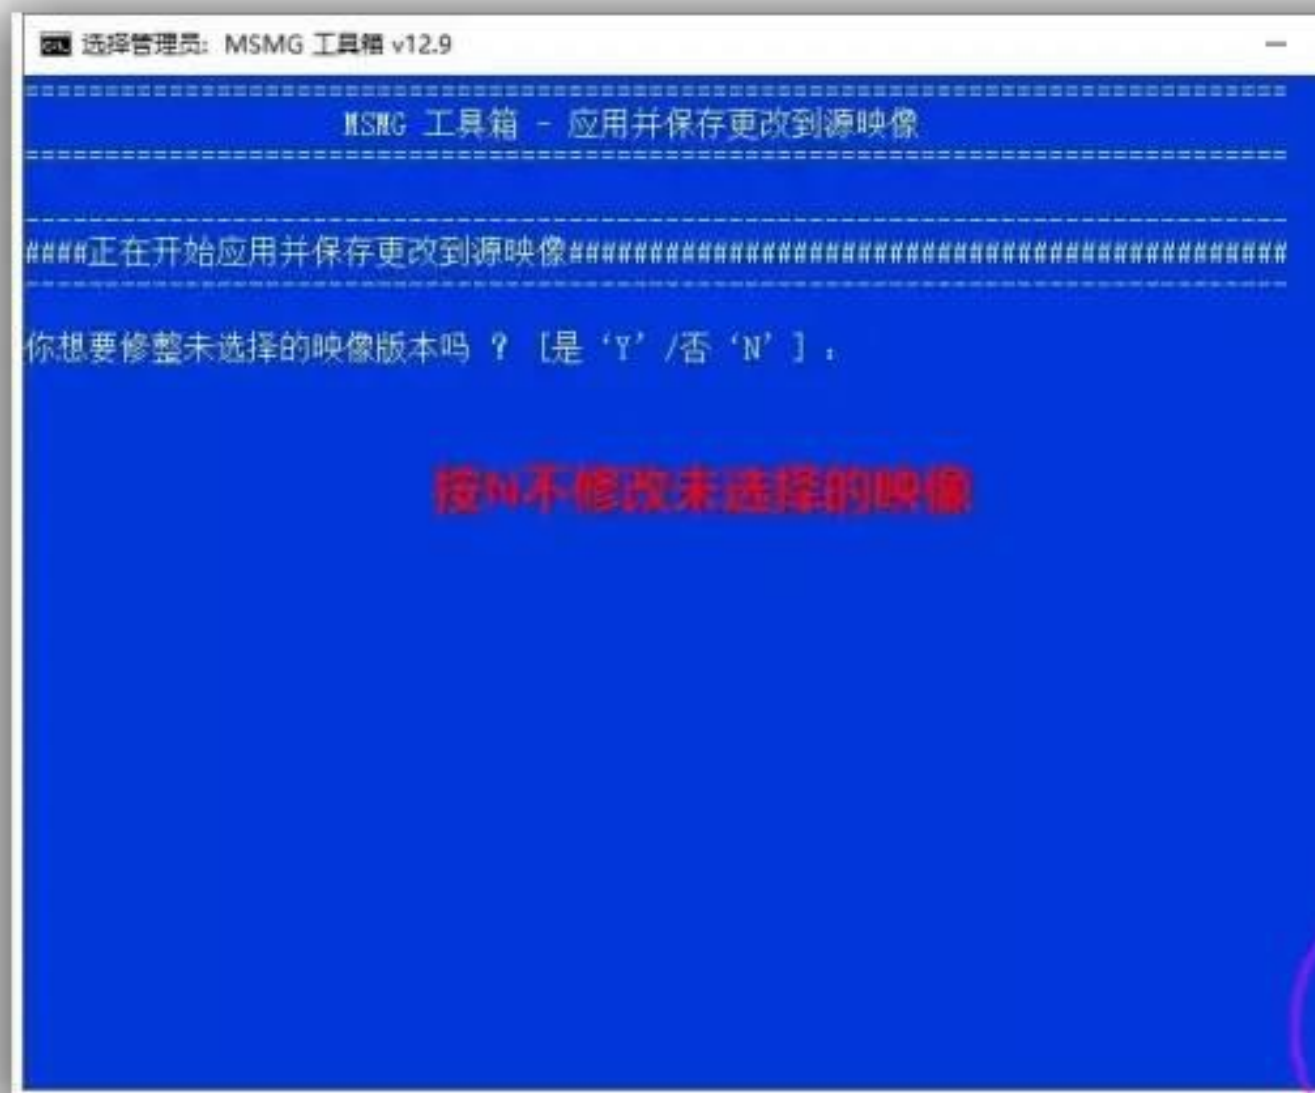 选择管理员: MSMG 工具箱 v12.9
===============================================================================
MSMG 工具箱 - 应用并保存更改到源映像
===============================================================================
-------------------------------------------------------------------------------
####正在开始应用并保存更改到源映像#############################################
-------------------------------------------------------------------------------
你想要修整未选择的映像版本吗 ? [是‘Y’/否‘N’]:
按N不修改未选择的映像